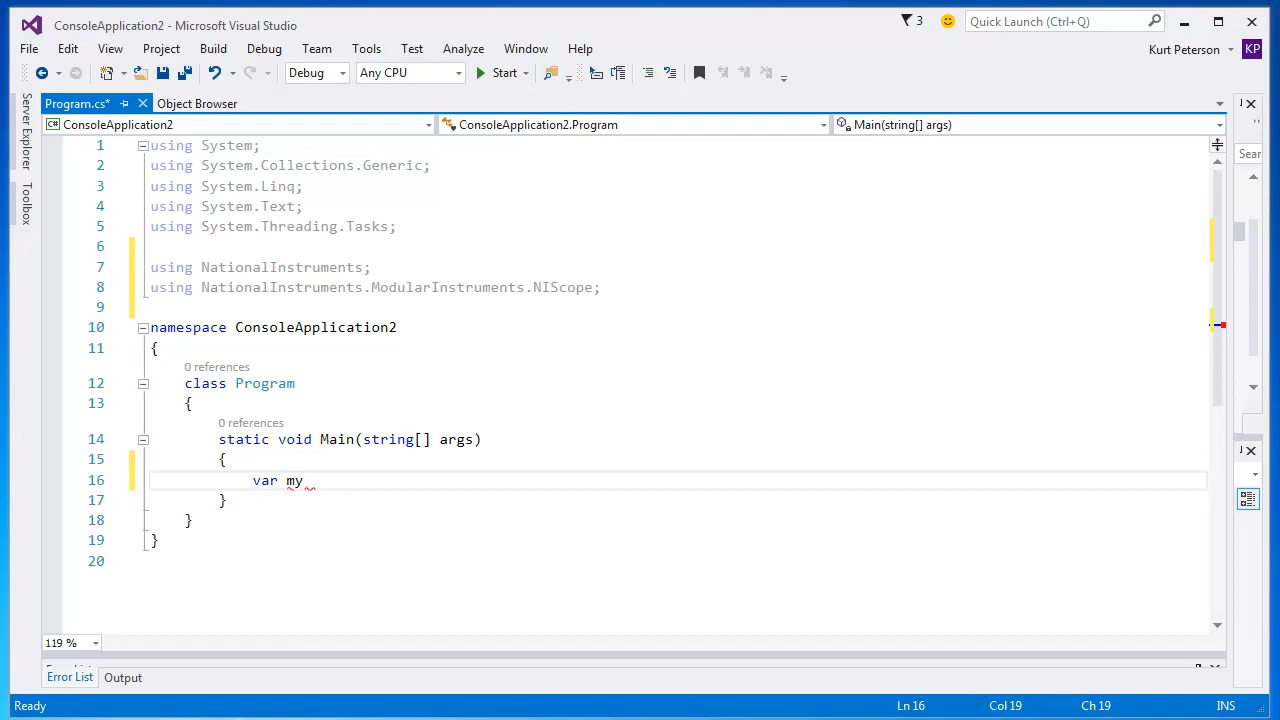 ConsoleApplication2 - Microsoft Visual Studio
3
Quick Launch (Ctrl+Q)
File Edit View Project Build Debug Team Tools Test Analyze Window Help
Kurt Peterson KP
Debug Any CPU Start
Server Explorer
Toolbox
Program.cs* Object Browser
ConsoleApplication2 ConsoleApplication2.Program Main(string[] args)
Sear
1 using System;
2 using System.Collections.Generic;
3 using System.Linq;
4 using System.Text;
5 using System.Threading.Tasks;
6
7 using NationalInstruments;
8 using NationalInstruments.ModularInstruments.NIScope;
9
10 namespace ConsoleApplication2
11 {
0 references
12 class Program
13 {
0 references
14 static void Main(string[] args)
15 {
16 var my
17 }
18 }
19 }
20
119 %
Error List Output
Ready Ln 16 Col 19 Ch 19 INS